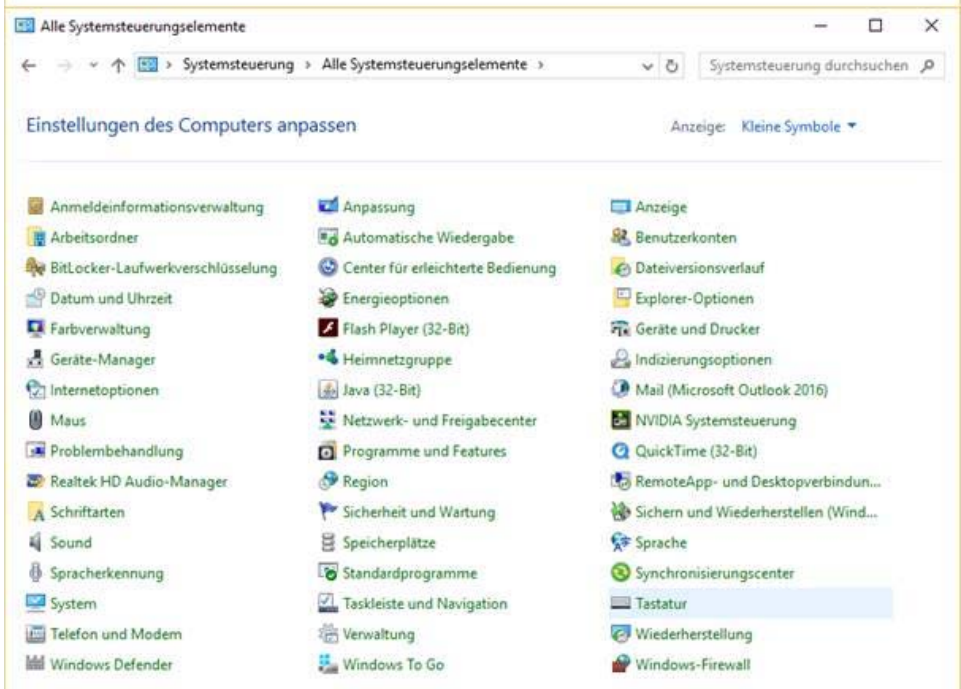 Alle Systemsteuerungselemente
Systemsteuerung › Alle Systemsteuerungselemente ›
Systemsteuerung durchsuchen
Einstellungen des Computers anpassen
Anzeige: Kleine Symbole
Anmeldeinformationsverwaltung Anpassung Anzeige
Arbeitsordner Automatische Wiedergabe Benutzerkonten
BitLocker-Laufwerkverschlüsselung Center für erleichterte Bedienung Dateiversionsverlauf
Datum und Uhrzeit Energieoptionen Explorer-Optionen
Farbverwaltung Flash Player (32-Bit) Geräte und Drucker
Geräte-Manager Heimnetzgruppe Indizierungsoptionen
Internetoptionen Java (32-Bit) Mail (Microsoft Outlook 2016)
Maus Netzwerk- und Freigabecenter NVIDIA Systemsteuerung
Problembehandlung Programme und Features QuickTime (32-Bit)
Realtek HD Audio-Manager Region RemoteApp- und Desktopverbindun...
Schriftarten Sicherheit und Wartung Sichern und Wiederherstellen (Wind...
Sound Speicherplätze Sprache
Spracherkennung Standardprogramme Synchronisierungscenter
System Taskleiste und Navigation Tastatur
Telefon und Modem Verwaltung Wiederherstellung
Windows Defender Windows To Go Windows-Firewall